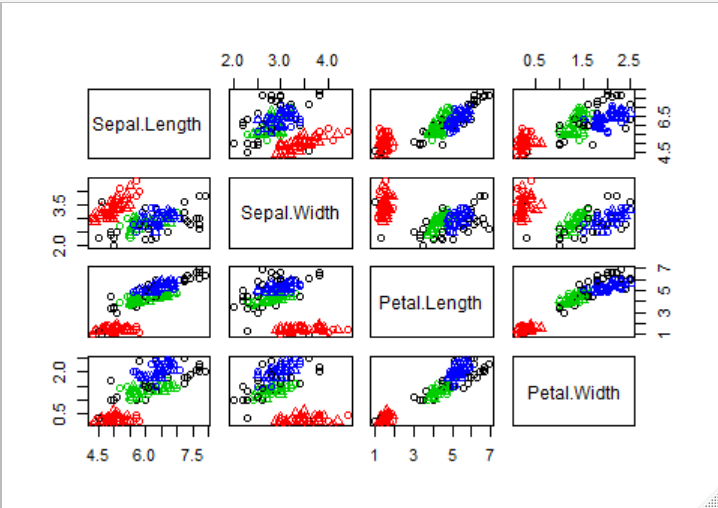 2.0 3.0 4.0
0.5 1.5 2.5
Sepal.Length
4.5 6.5
2.0 3.5
Sepal.Width
Petal.Length
1 3 5 7
0.5 2.0
Petal.Width
4.5 6.0 7.5
1 3 5 7